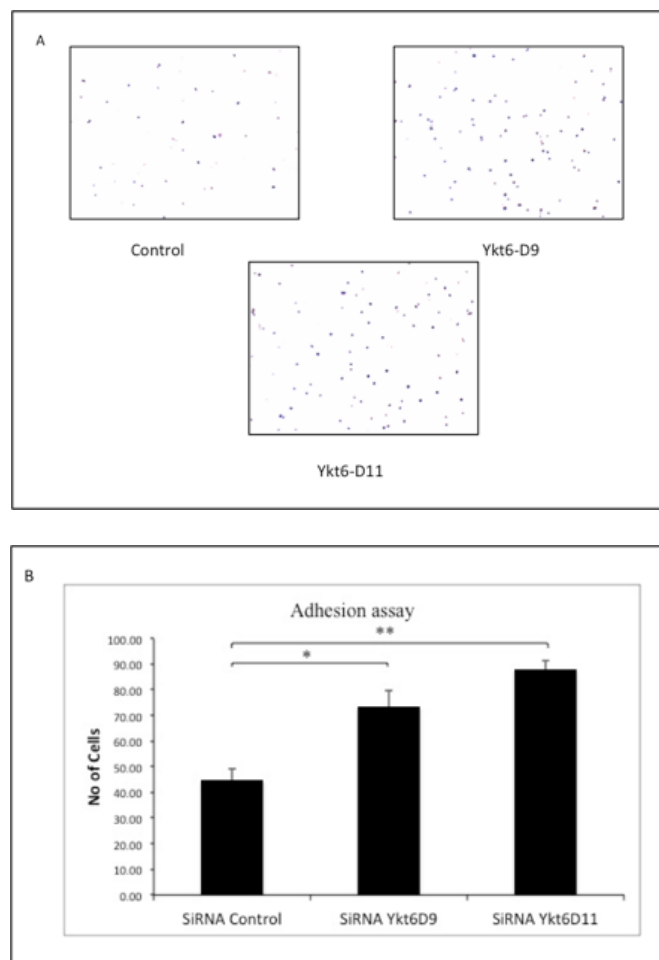 A
Control
Ykt6-D9
Ykt6-D11
B
Adhesion assay
**
*
No of Cells
100.00
90.00
80.00
70.00
60.00
50.00
40.00
30.00
20.00
10.00
0.00
SiRNA Control
SiRNA Ykt6D9
SiRNA Ykt6D11